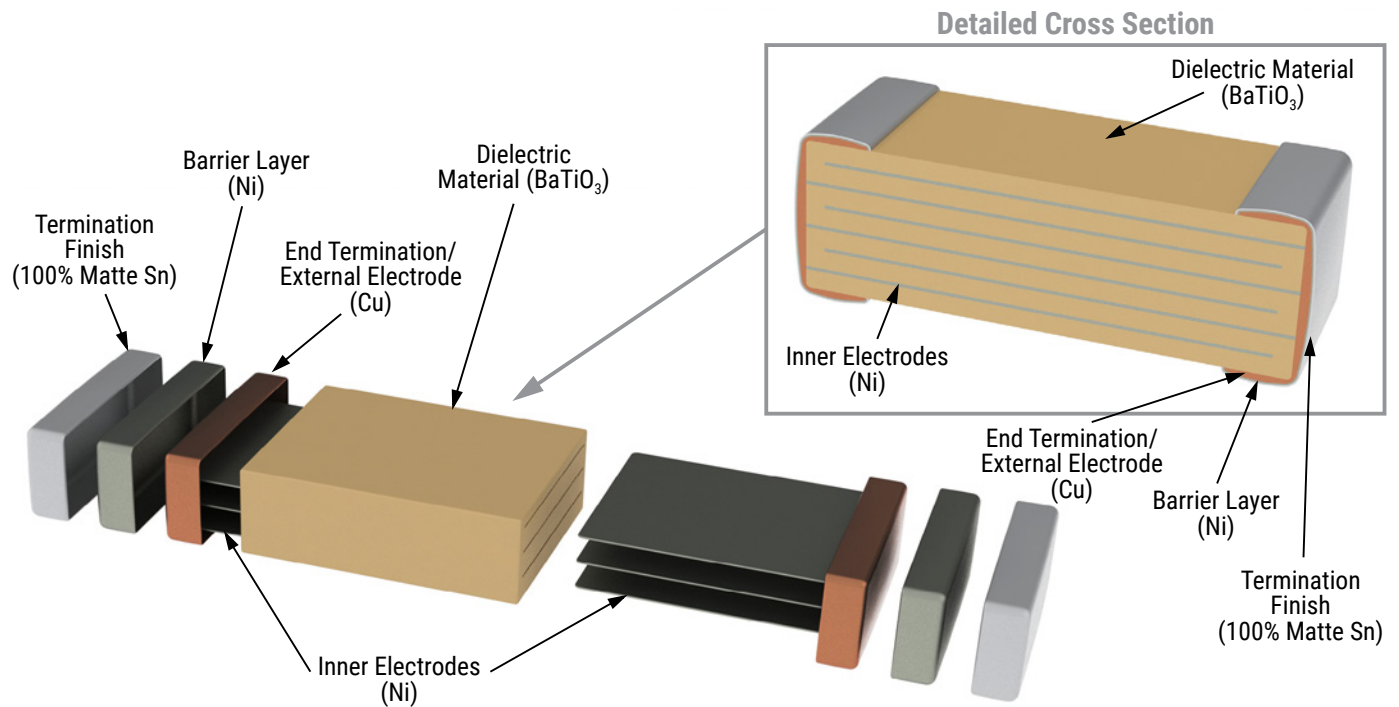 Detailed Cross Section
Dielectric Material
(BaTiO₃)
Inner Electrodes
(Ni)
End Termination/
External Electrode
(Cu)
Barrier Layer
(Ni)
Termination
Finish
(100% Matte Sn)
Termination
Finish
(100% Matte Sn)
Barrier Layer
(Ni)
End Termination/
External Electrode
(Cu)
Dielectric
Material (BaTiO₃)
Inner Electrodes
(Ni)